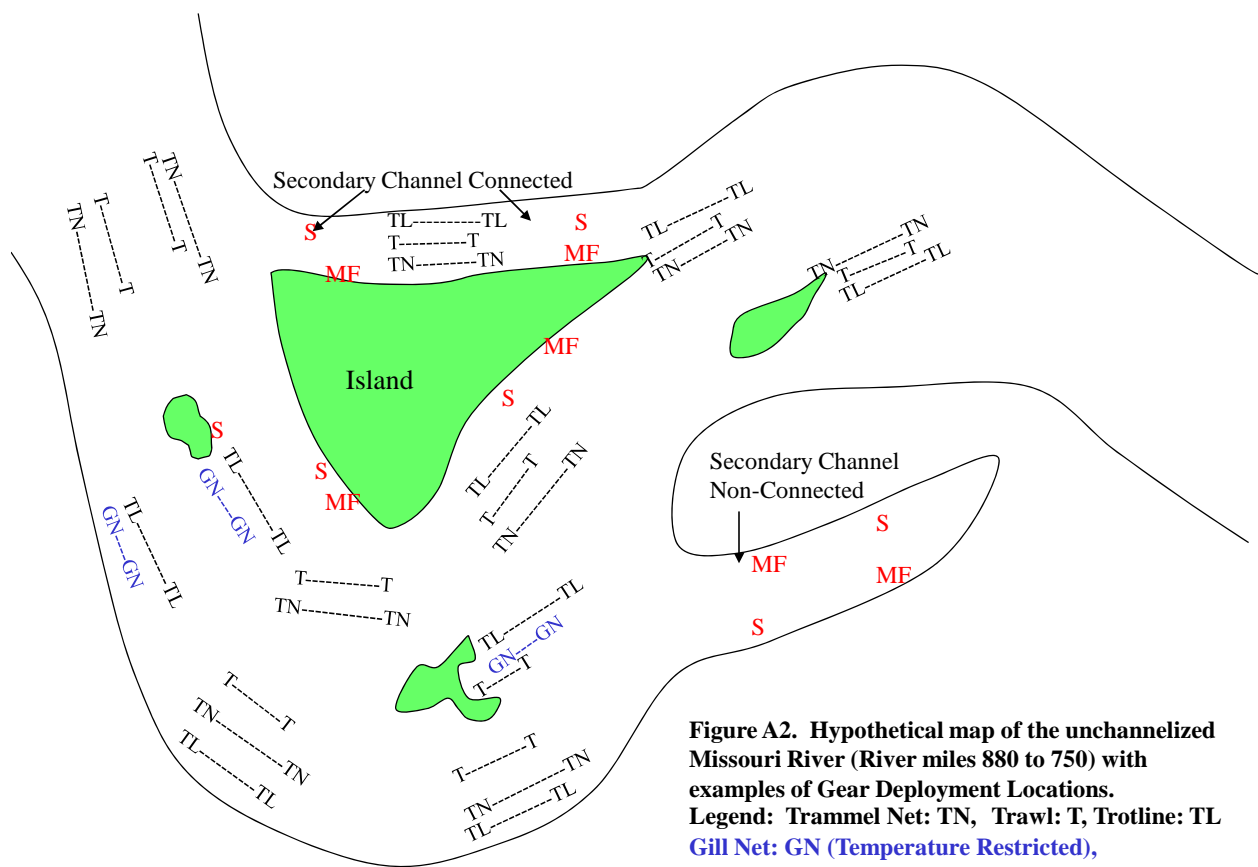 T
TN
TN
T
T
TN
T
TN
TN
T
Secondary Channel Connected
S
TL-----------TL
T-----------T
TN-----------TN
S
MF
MF
TL
TL
T
T
TN
TN
TN
TN
T
T
TL
TL
MF
Island
S
S
TL
TL
TL
TL
T
T
TN
TN
Secondary Channel
Non-Connected
S
MF
GN----GN
GN----GN
TL
TL
S
MF
MF
S
T-----------T
TN-----------TN
TL
TL
GN---GN
T
T
T
T
TN
TN
TL
TL
T
T
TN
TN
TL
TL
Figure A2. Hypothetical map of the unchannelized
Missouri River (River miles 880 to 750) with
examples of Gear Deployment Locations.
Legend: Trammel Net: TN, Trawl: T, Trotline: TL
Gill Net: GN (Temperature Restricted),